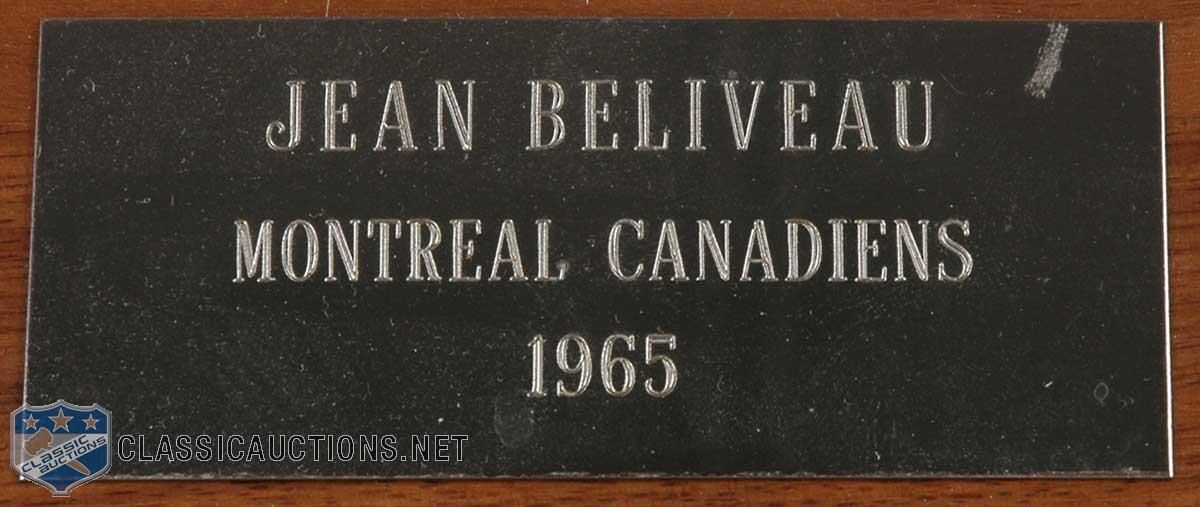 JEAN BELIVEAU
MONTREAL CANADIENS
1965
CLASSIC
AUCTIONS
CLASSICAUCTIONS.NET